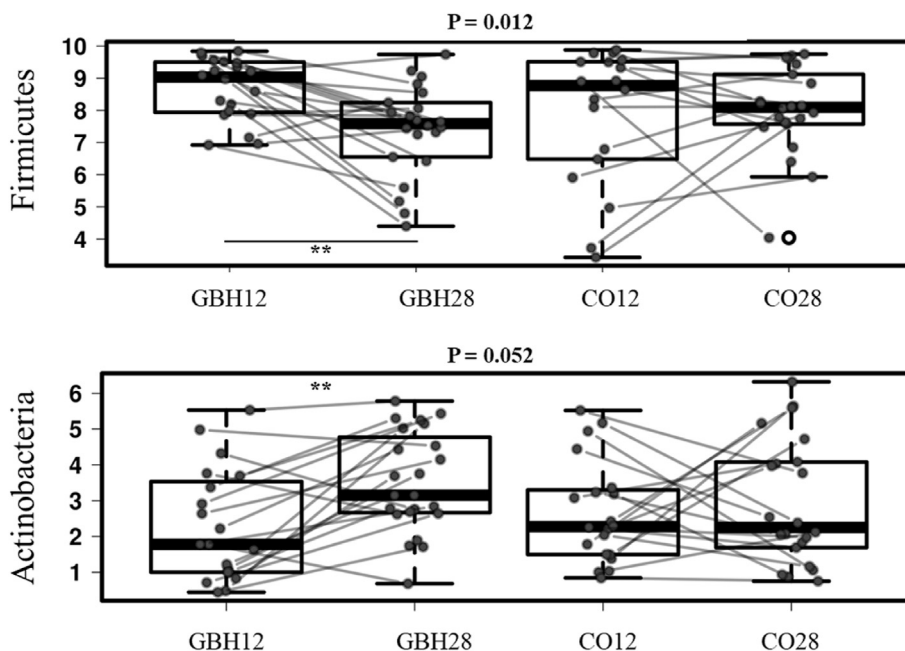 P = 0.012
Firmicutes
10
9
8
7
6
5
4
**
GBH12 GBH28 CO12 CO28
P = 0.052
Actinobacteria
6
5
4
3
2
1
**
GBH12 GBH28 CO12 CO28